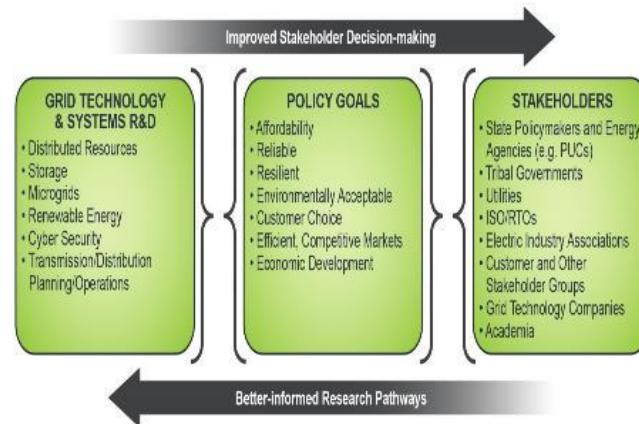 Improved Stakeholder Decision-making
GRID TECHNOLOGY
& SYSTEMS R&D
• Distributed Resources
• Storage
• Microgrids
• Renewable Energy
• Cyber Security
• Transmission/Distribution
Planning/Operations
POLICY GOALS
• Affordability
• Reliable
• Resilient
• Environmentally Acceptable
• Customer Choice
• Efficient, Competitive Markets
• Economic Development
STAKEHOLDERS
• State Policymakers and Energy
Agencies (e.g. PUCs)
• Tribal Governments
• Utilities
• ISO/RTOs
• Electric Industry Associations
• Customer and Other
Stakeholder Groups
• Grid Technology Companies
• Academia
Better-informed Research Pathways